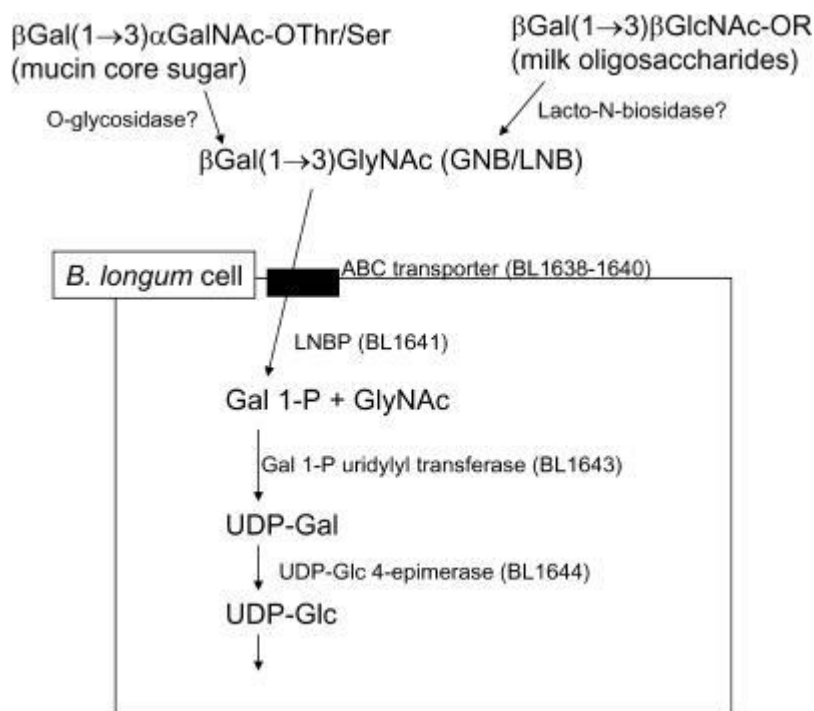 βGal(1→3)αGalNAc-OThr/Ser
(mucin core sugar)
βGal(1→3)βGlcNAc-OR
(milk oligosaccharides)
O-glycosidase?
Lacto-N-biosidase?
βGal(1→3)GlyNAc (GNB/LNB)
B. longum cell
ABC transporter (BL1638-1640)
LNBP (BL1641)
Gal 1-P + GlyNAc
Gal 1-P uridylyl transferase (BL1643)
UDP-Gal
UDP-Glc 4-epimerase (BL1644)
UDP-Glc